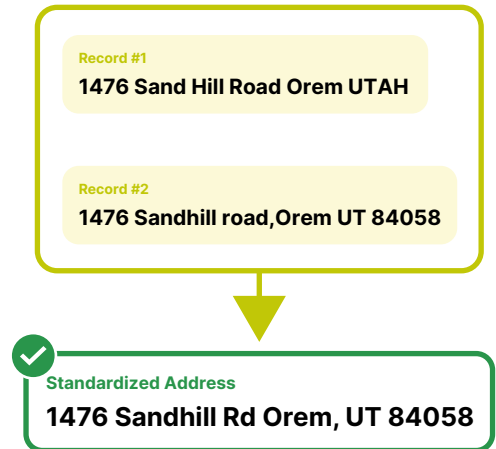 Record #1
1476 Sand Hill Road Orem UTAH
Record #2
1476 Sandhill road,Orem UT 84058
Standardized Address
1476 Sandhill Rd Orem, UT 84058